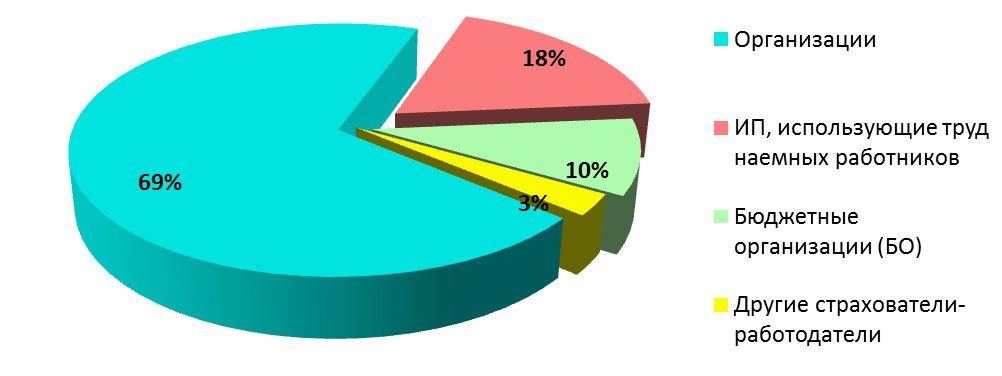 18%
10%
3%
69%
Организации
ИП, использующие труд
наемных работников
Бюджетные
организации (БО)
Другие страхователи-
работодатели